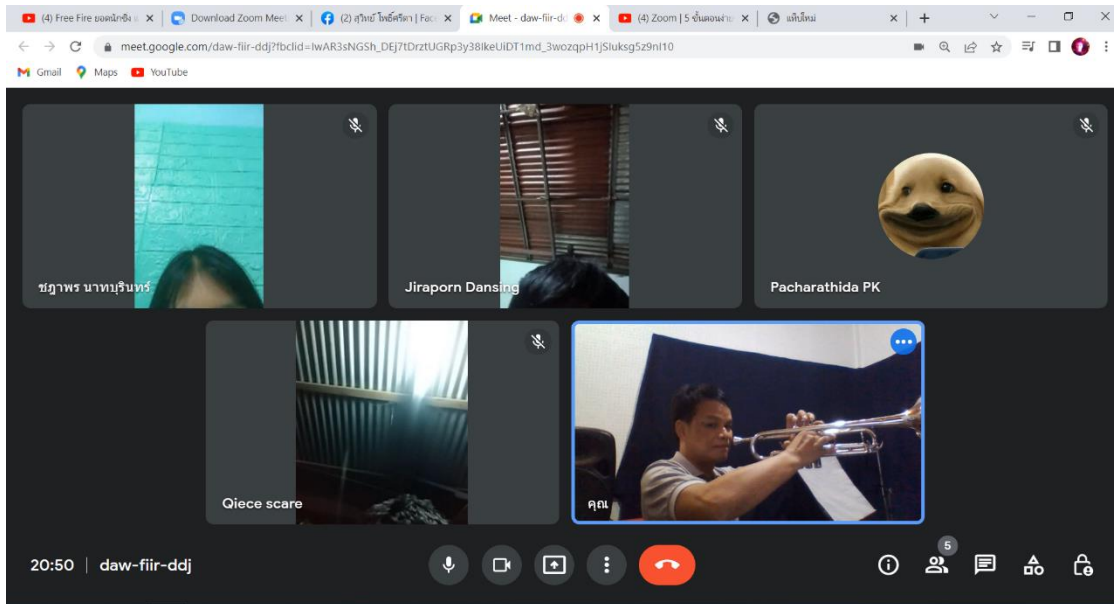 (4) Free Fire ยอดนักซิ่ง
Download Zoom Meet
(2) สุวิทย์ โพธิ์ศรีดา | Face
Meet - daw-fiir-dd
(4) Zoom | 5 ขั้นตอนง่าย
แท็บใหม่
meet.google.com/daw-fiir-ddj?fbclid=
Gmail Maps YouTube
ชฎาพร นาทบุรินทร์
Jiraporn Dansing
Pacharathida PK
Qiece scare
คุณ
20:50 | daw-fiir-ddj
5